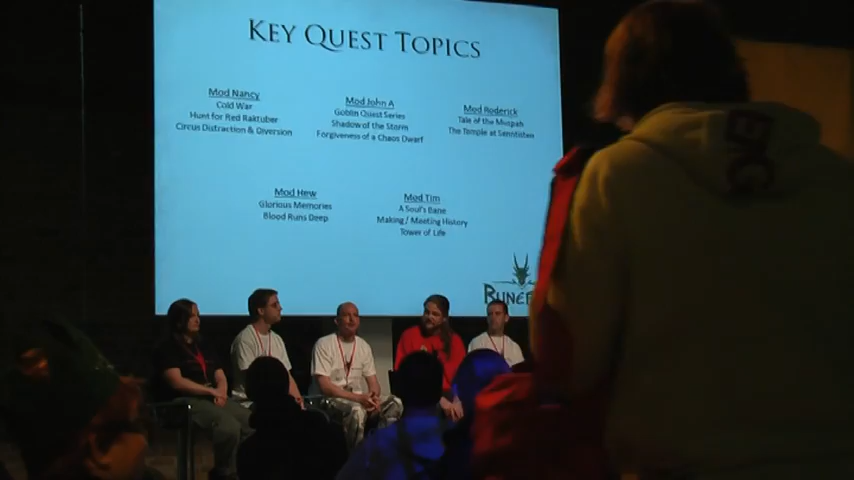 KEY QUEST TOPICS
Mod Nancy
Cold War
Hunt for Red Raktuber
Circus Distraction & Diversion
Mod John A
Goblin Quest Series
Shadow of the Storm
Forgiveness of a Chaos Dwarf
Mod Roderick
Tale of the Muspah
The Temple at Senntisten
Mod Hew
Glorious Memories
Blood Runs Deep
Mod Tim
A Soul's Bane
Making / Meeting History
Tower of Life